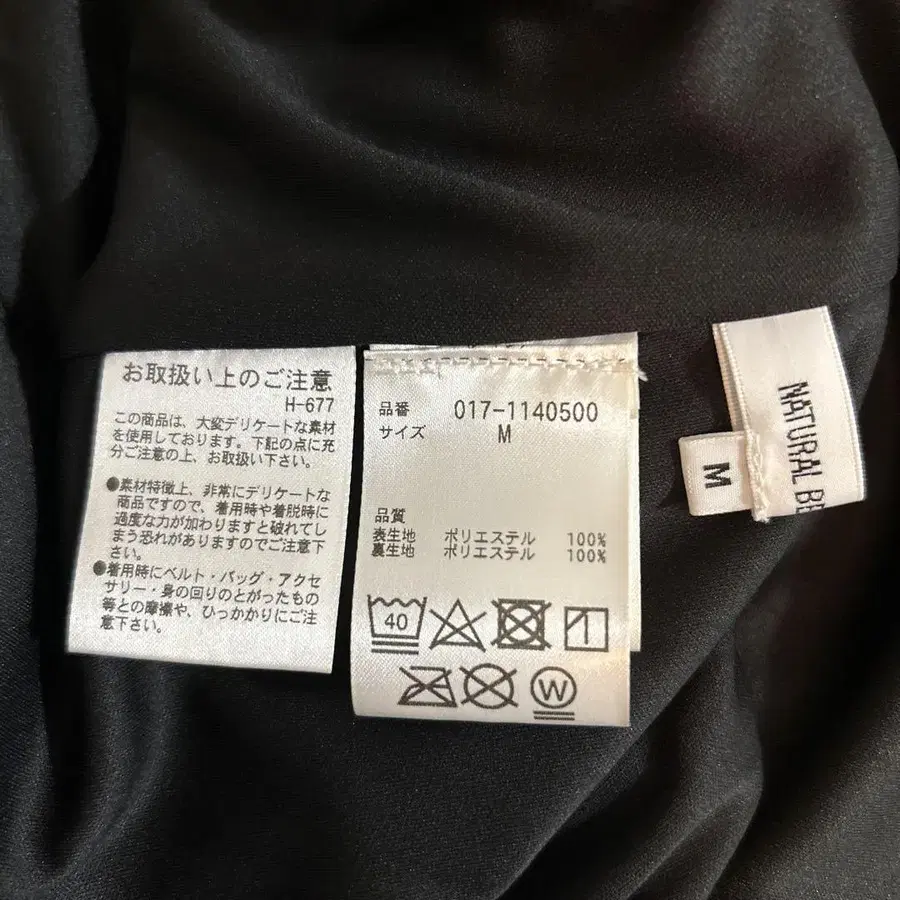 お取扱い上のご注意
H-677
この商品は、大変デリケートな素材
を使用しております。下記の点に充
分ご注意の上、お取扱い下さい。
●素材特徴上、非常にデリケートな
商品ですので、着用時や着脱時に
過度な力が加わりますと破れてし
まう恐れがありますのでご注意下
さい。
●着用時にベルト・バッグ・アクセ
サリー・身の回りのとがったもの
等との摩擦や、ひっかかりにご注
意下さい。
品番 017-1140500
サイズ M
品質
表生地 ポリエステル 100%
裏生地 ポリエステル 100%
40
W
NATURAL BE
M